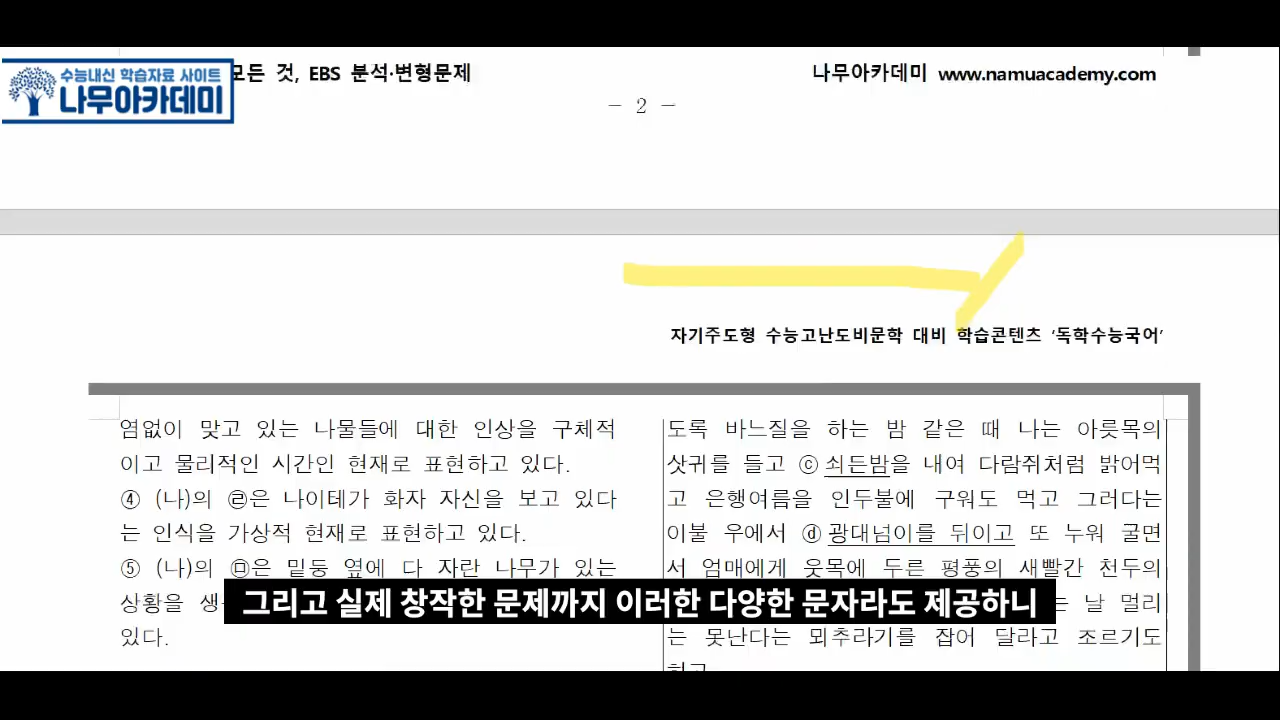 수능내신 학습자료 사이트
나무아카데미
모든 것, EBS 분석·변형문제
나무아카데미 www.namuacademy.com
- 2 -
자기주도형 수능고난도비문학 대비 학습콘텐츠 '독학수능국어'
염없이 맞고 있는 나물들에 대한 인상을 구체적
이고 물리적인 시간인 현재로 표현하고 있다.
④ (나)의 ㉣은 나이테가 화자 자신을 보고 있다
는 인식을 가상적 현재로 표현하고 있다.
⑤ (나)의 ㉤은 밑둥 옆에 다 자란 나무가 있는
상황을
있다.
도록 바느질을 하는 밤 같은 때 나는 아릇목의
삿귀를 들고 ⓒ쇠든밤을 내여 다람쥐처럼 밝어먹
고 은행여름을 인두불에 구워도 먹고 그러다는
이불 우에서 ⓓ광대넘이를 뒤이고 또 누워 굴면
서 엄매에게 웃목에 두른 평풍의 새빨간 천두의
는 날 멀리
는 못난다는 뫼추라기를 잡어 달라고 조르기도
그리고 실제 창작한 문제까지 이러한 다양한 문자라도 제공하니